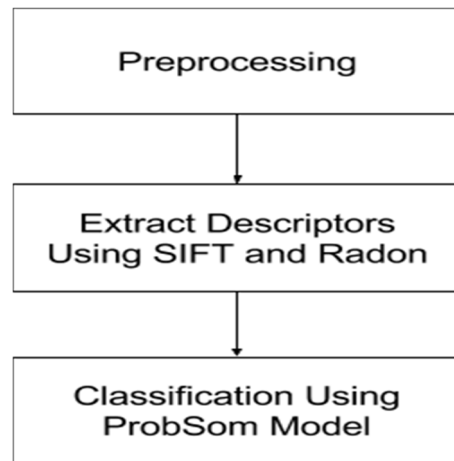 Preprocessing
Extract Descriptors
Using SIFT and Radon
Classification Using
ProbSom Model